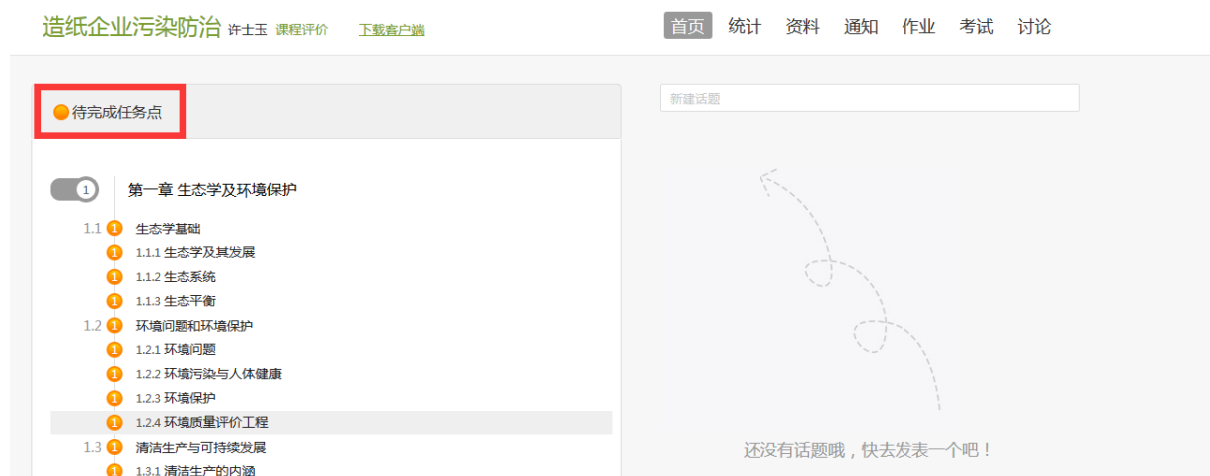 造纸企业污染防治 许士玉 课程评价 下载客户端
首页 统计 资料 通知 作业 考试 讨论
待完成任务点
1 第一章 生态学及环境保护
1.1 1 生态学基础
1 1.1.1 生态学及其发展
1 1.1.2 生态系统
1 1.1.3 生态平衡
1.2 1 环境问题和环境保护
1 1.2.1 环境问题
1 1.2.2 环境污染与人体健康
1 1.2.3 环境保护
1 1.2.4 环境质量评价工程
1.3 1 清洁生产与可持续发展
1 1.3.1 清洁生产的内涵
新建话题
还没有话题哦，快去发表一个吧！